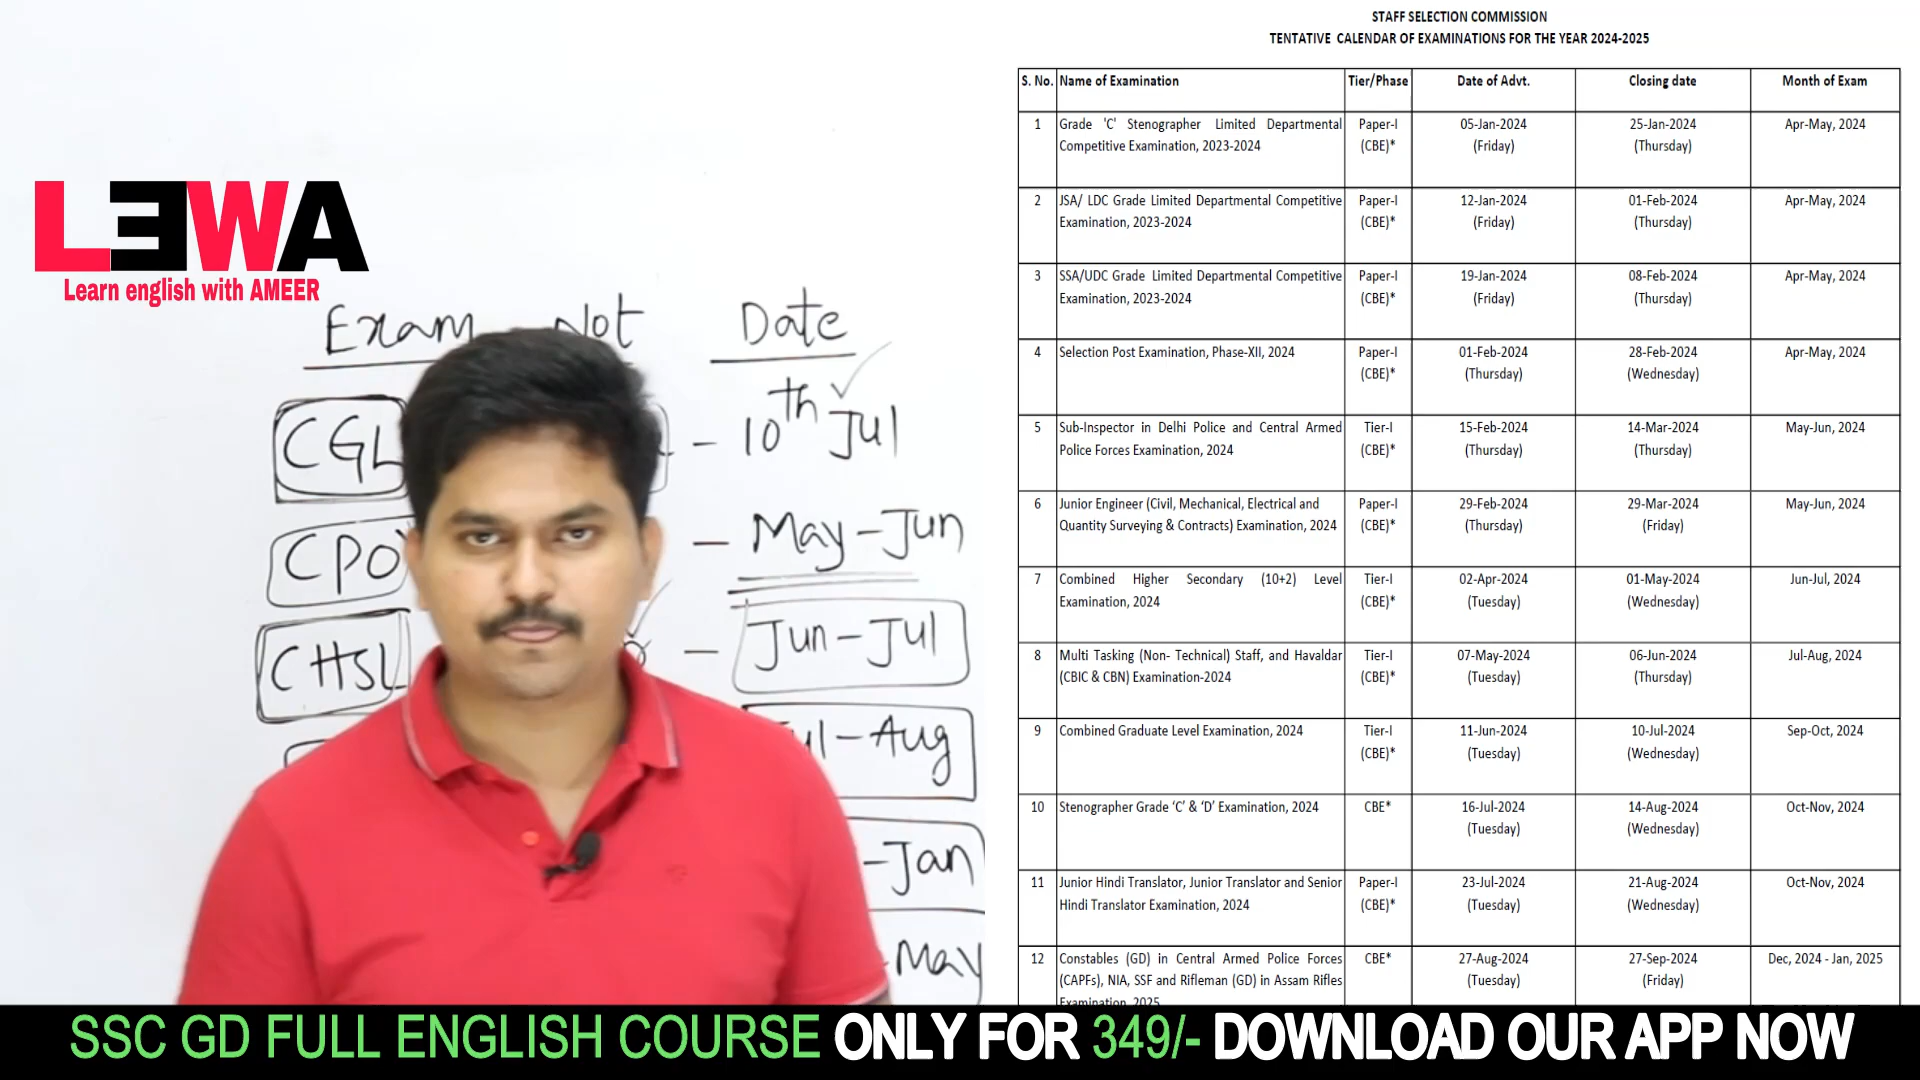 LEWA
Learn english with AMEER
Exam Not Date
CGL - 10th Jul
CPO - May-Jun
CHSL - Jun-Jul
-Aug
-Jan
-May
STAFF SELECTION COMMISSION
TENTATIVE CALENDAR OF EXAMINATIONS FOR THE YEAR 2024-2025
S. No. Name of Examination Tier/Phase Date of Advt. Closing date Month of Exam
1 Grade 'C' Stenographer Limited Departmental Paper-I 05-Jan-2024 25-Jan-2024 Apr-May, 2024
Competitive Examination, 2023-2024 (CBE)* (Friday) (Thursday)
2 JSA/ LDC Grade Limited Departmental Competitive Paper-I 12-Jan-2024 01-Feb-2024 Apr-May, 2024
Examination, 2023-2024 (CBE)* (Friday) (Thursday)
3 SSA/UDC Grade Limited Departmental Competitive Paper-I 19-Jan-2024 08-Feb-2024 Apr-May, 2024
Examination, 2023-2024 (CBE)* (Friday) (Thursday)
4 Selection Post Examination, Phase-XII, 2024 Paper-I 01-Feb-2024 28-Feb-2024 Apr-May, 2024
(CBE)* (Thursday) (Wednesday)
5 Sub-Inspector in Delhi Police and Central Armed Tier-I 15-Feb-2024 14-Mar-2024 May-Jun, 2024
Police Forces Examination, 2024 (CBE)* (Thursday) (Thursday)
6 Junior Engineer (Civil, Mechanical, Electrical and Paper-I 29-Feb-2024 29-Mar-2024 May-Jun, 2024
Quantity Surveying & Contracts) Examination, 2024 (CBE)* (Thursday) (Friday)
7 Combined Higher Secondary (10+2) Level Tier-I 02-Apr-2024 01-May-2024 Jun-Jul, 2024
Examination, 2024 (CBE)* (Tuesday) (Wednesday)
8 Multi Tasking (Non- Technical) Staff, and Havaldar Tier-I 07-May-2024 06-Jun-2024 Jul-Aug, 2024
(CBIC & CBN) Examination-2024 (CBE)* (Tuesday) (Thursday)
9 Combined Graduate Level Examination, 2024 Tier-I 11-Jun-2024 10-Jul-2024 Sep-Oct, 2024
(CBE)* (Tuesday) (Wednesday)
10 Stenographer Grade ‘C’ & ‘D’ Examination, 2024 CBE* 16-Jul-2024 14-Aug-2024 Oct-Nov, 2024
(Tuesday) (Wednesday)
11 Junior Hindi Translator, Junior Translator and Senior Paper-I 23-Jul-2024 21-Aug-2024 Oct-Nov, 2024
Hindi Translator Examination, 2024 (CBE)* (Tuesday) (Wednesday)
12 Constables (GD) in Central Armed Police Forces CBE* 27-Aug-2024 27-Sep-2024 Dec, 2024 - Jan, 2025
(CAPFs), NIA, SSF and Rifleman (GD) in Assam Rifles (Tuesday) (Friday)
Examination, 2025
SSC GD FULL ENGLISH COURSE ONLY FOR 349/- DOWNLOAD OUR APP NOW